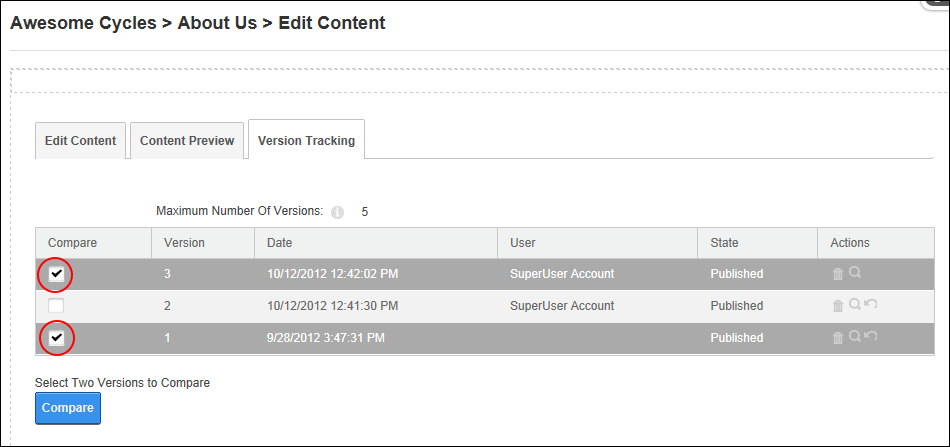 Awesome Cycles > About Us > Edit Content
Edit Content Content Preview Version Tracking
Maximum Number Of Versions: 5
Compare Version Date User State Actions
3 10/12/2012 12:42:02 PM SuperUser Account Published
2 10/12/2012 12:41:30 PM SuperUser Account Published
1 9/28/2012 3:47:31 PM Published
Select Two Versions to Compare
Compare